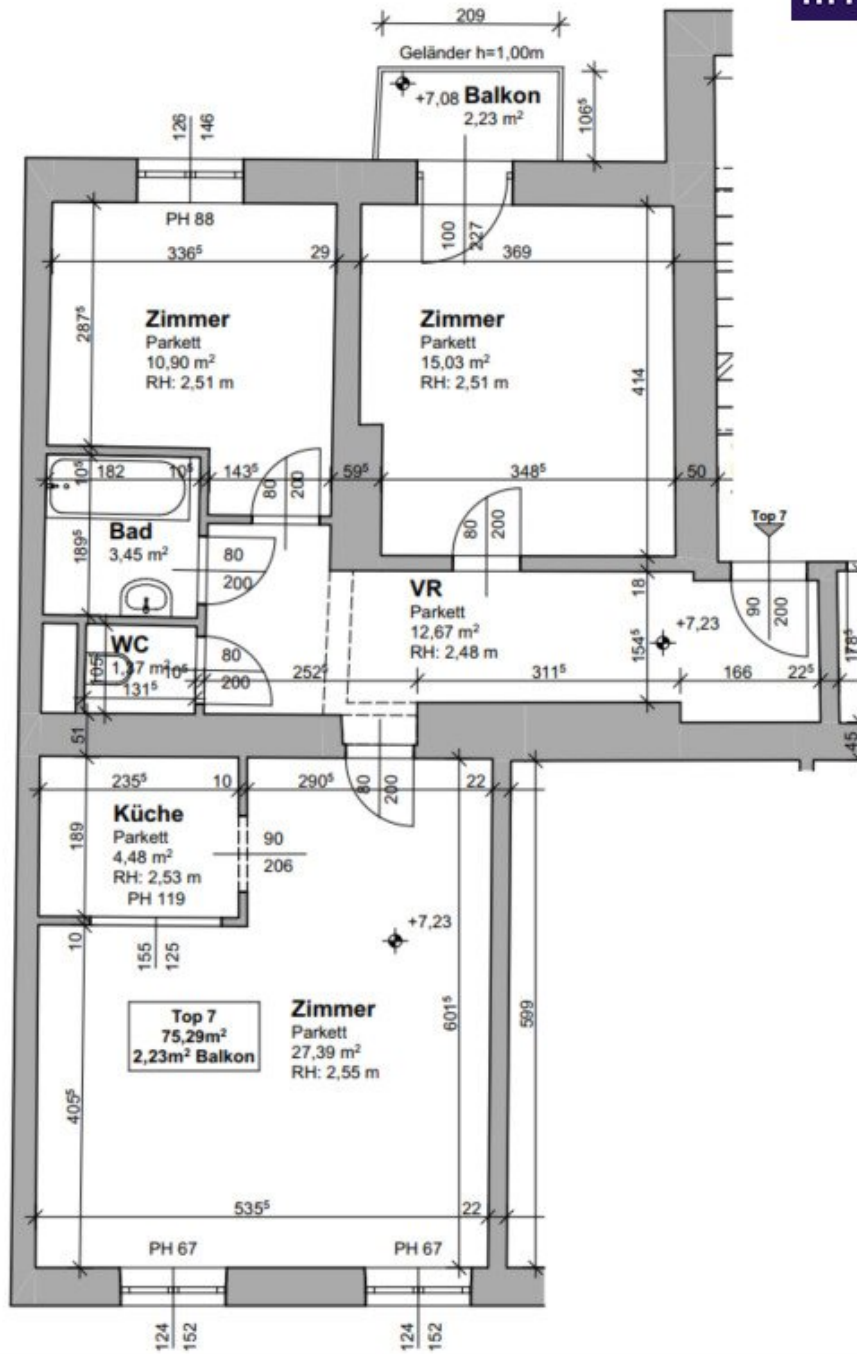 209
Geländer h=1,00m
+7,08 Balkon
2,23 m²
106⁵
126
146
PH 88
336⁵
29
100
227
369
287⁵
Zimmer
Parkett
10,90 m²
RH: 2,51 m
Zimmer
Parkett
15,03 m²
RH: 2,51 m
414
10⁵
182
10⁵
143⁵
59⁵
348⁵
50
80
200
80
200
Top 7
Bad
3,45 m²
189⁵
80
200
VR
Parkett
12,67 m²
RH: 2,48 m
18
154⁵
+7,23
90
200
178⁵
WC
105⁵
10⁵
131⁵
80
200
252⁵
311⁵
166
22⁵
51
45
235⁵
10
290⁵
80
200
22
Küche
Parkett
4,48 m²
RH: 2,53 m
PH 119
189
90
206
10
155
125
+7,23
Top 7
75,29m²
2,23m² Balkon
Zimmer
Parkett
27,39 m²
RH: 2,55 m
601⁵
599
405⁵
535⁵
22
PH 67
PH 67
124
152
124
152